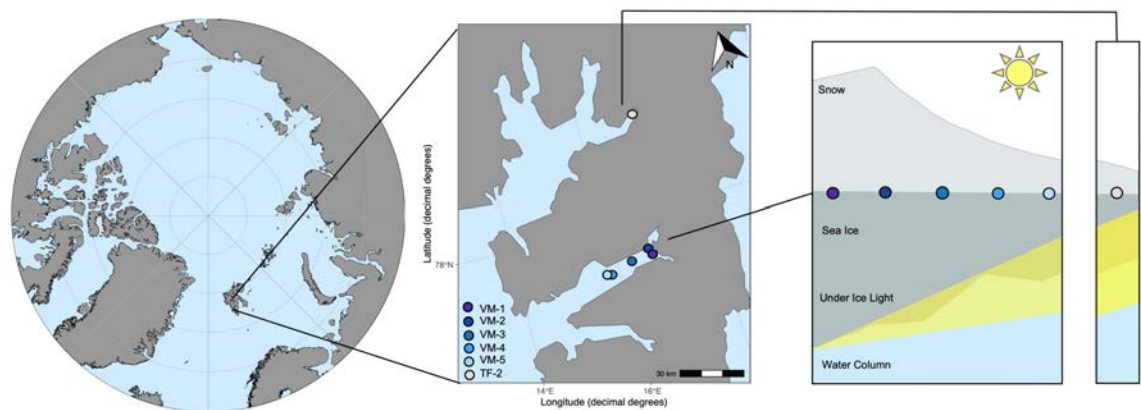 N
Latitude (decimal degrees)
78°N
VM-1
VM-2
VM-3
VM-4
VM-5
TF-2
30 km
14°E
16°E
Longitude (decimal degrees)
Snow
Sea Ice
Under Ice Light
Water Column